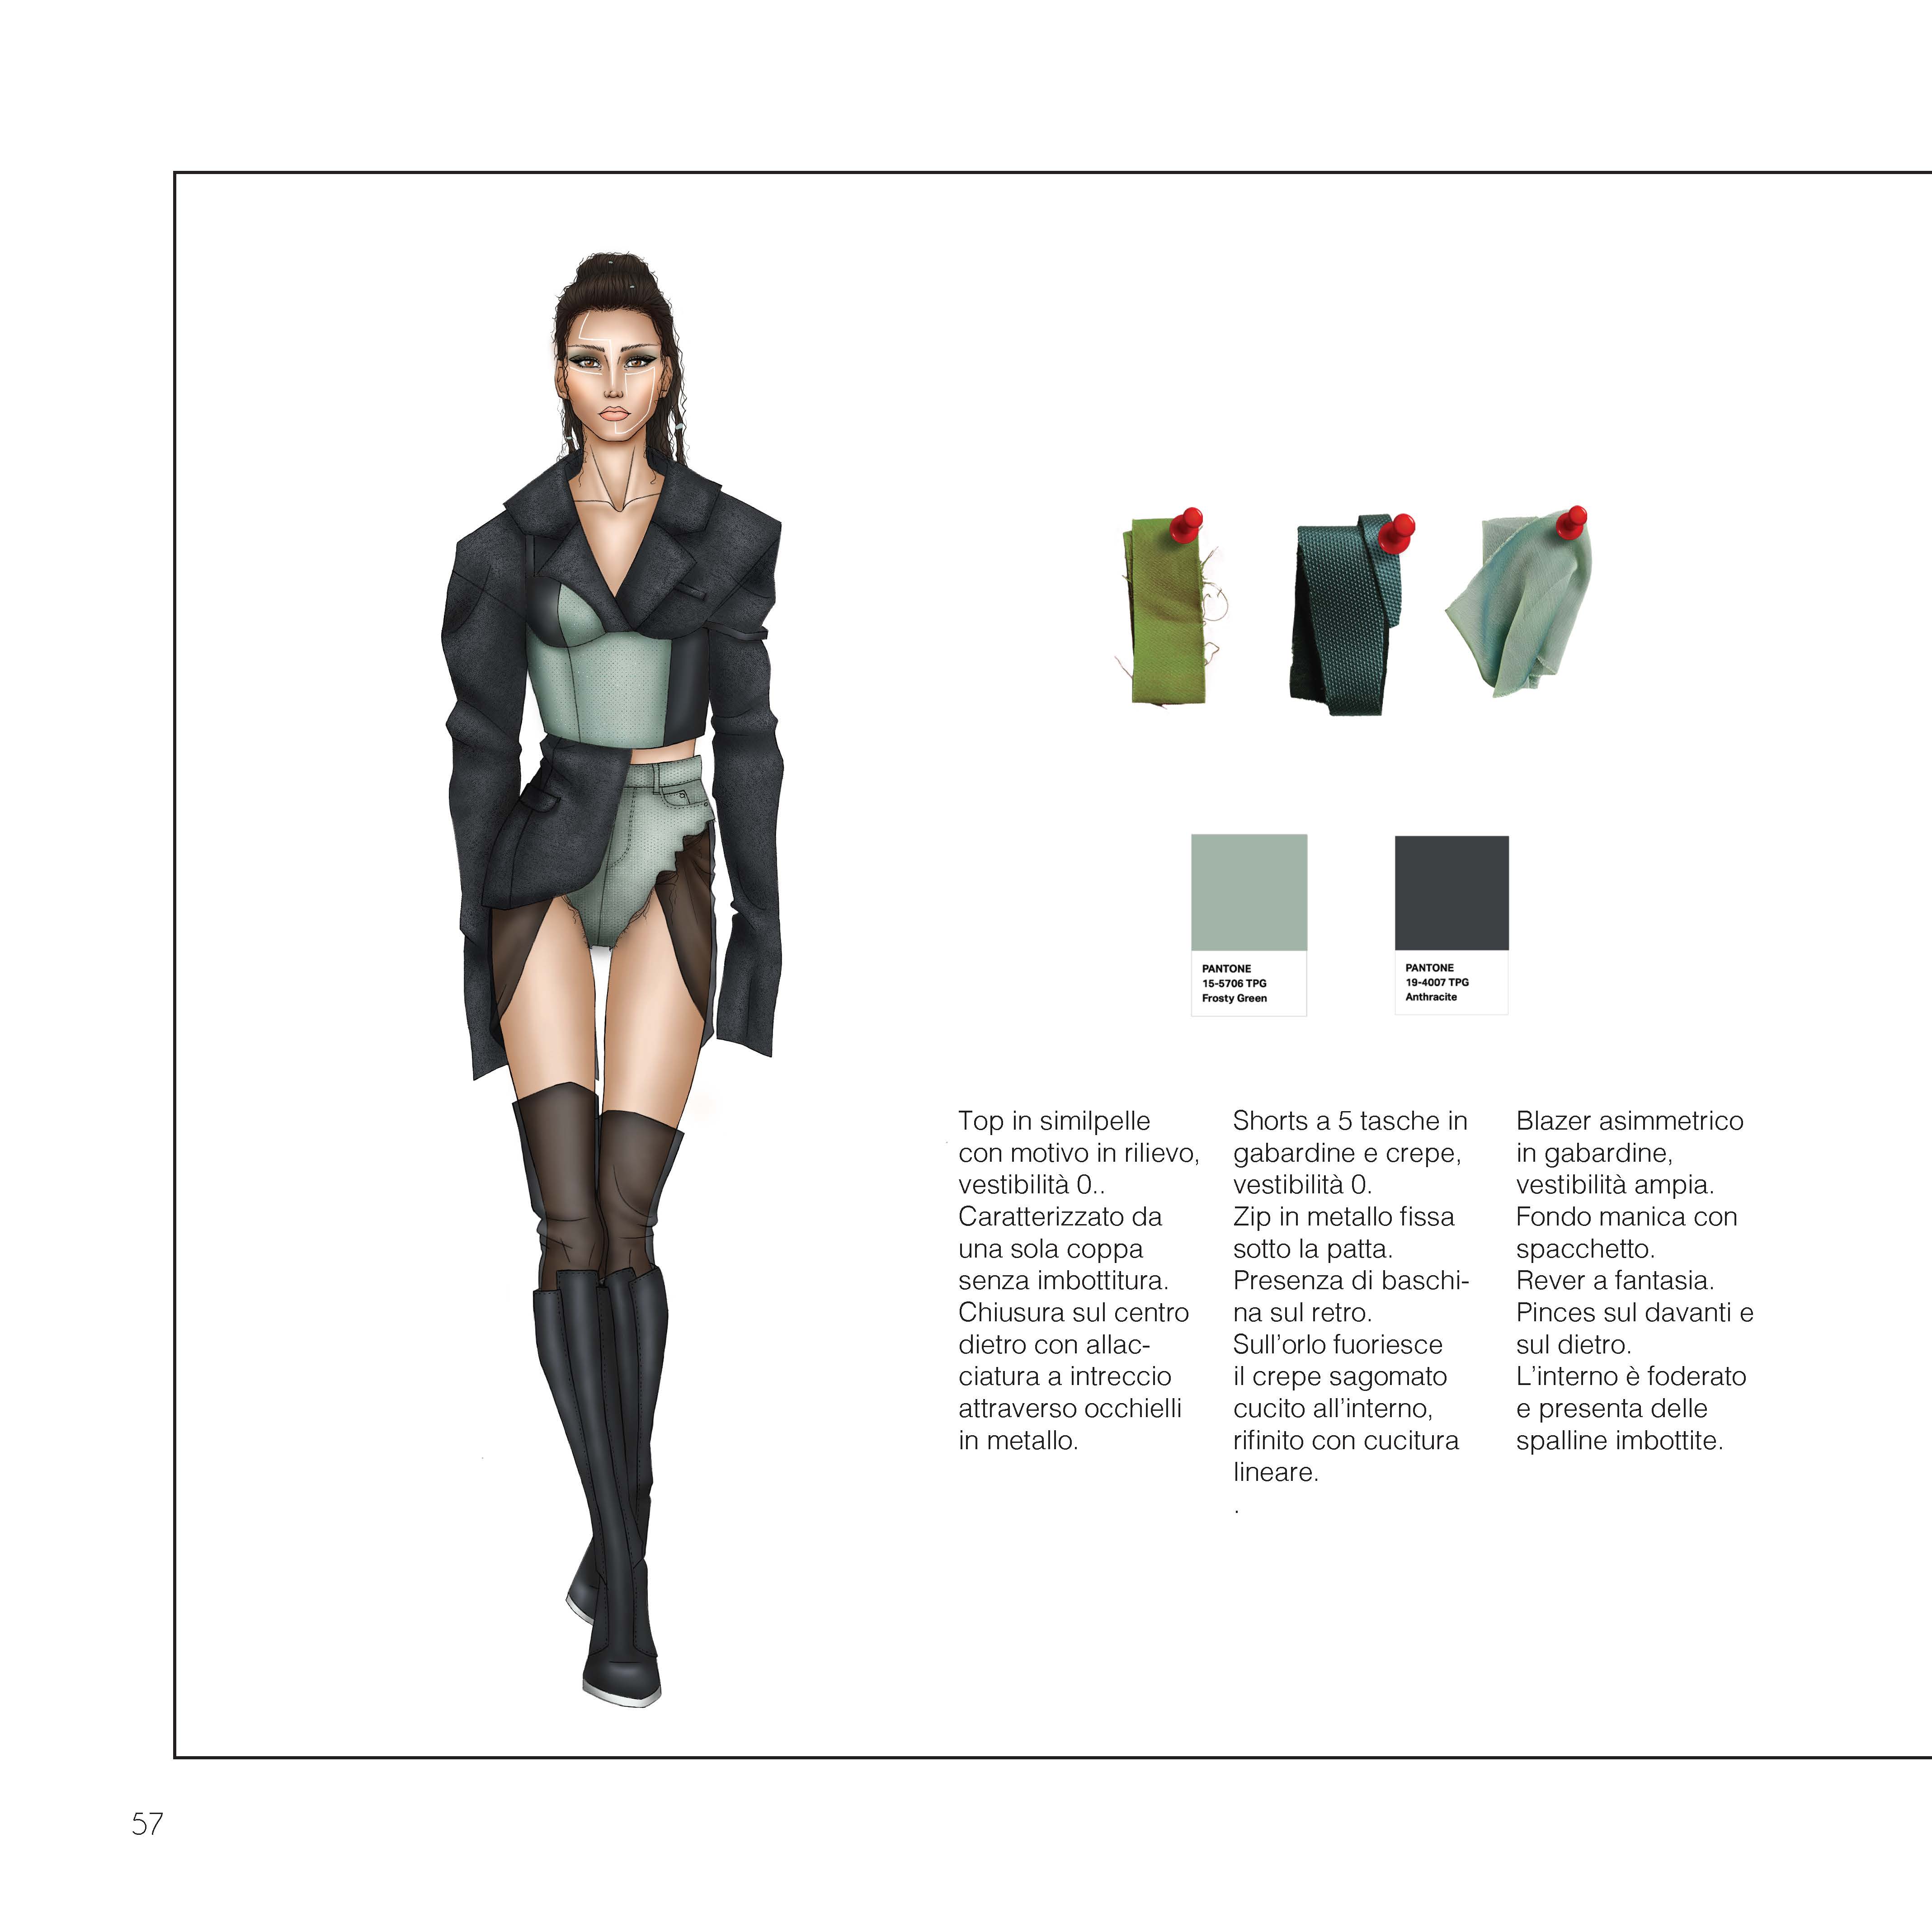 PANTONE
15-5706 TPG
Frosty Green
PANTONE
19-4007 TPG
Anthracite
Top in similpelle
con motivo in rilievo,
vestibilità 0..
Caratterizzato da
una sola coppa
senza imbottitura.
Chiusura sul centro
dietro con allac-
ciatura a intreccio
attraverso occhielli
in metallo.
Shorts a 5 tasche in
gabardine e crepe,
vestibilità 0.
Zip in metallo fissa
sotto la patta.
Presenza di baschi-
na sul retro.
Sull'orlo fuoriesce
il crepe sagomato
cucito all'interno,
rifinito con cucitura
lineare.
.
Blazer asimmetrico
in gabardine,
vestibilità ampia.
Fondo manica con
spacchetto.
Rever a fantasia.
Pinces sul davanti e
sul dietro.
L'interno è foderato
e presenta delle
spalline imbottite.
57